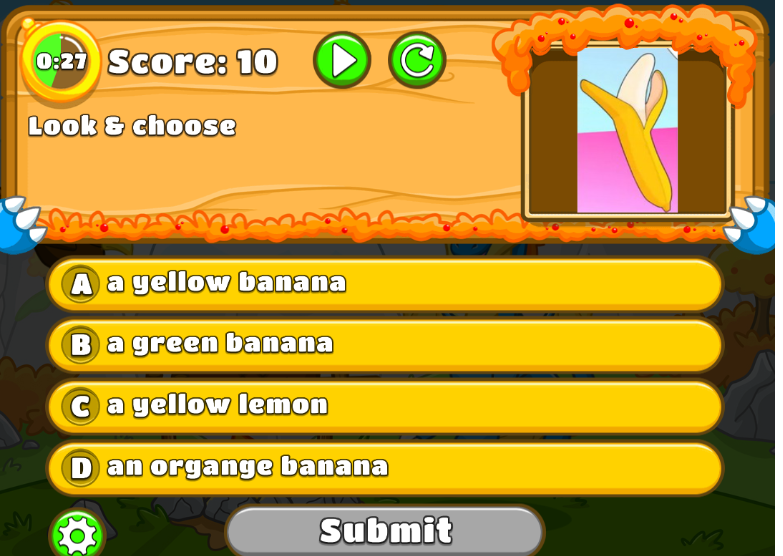 0:27 Score: 10
Look & choose
A a yellow banana
B a green banana
C a yellow lemon
D an organge banana
Submit